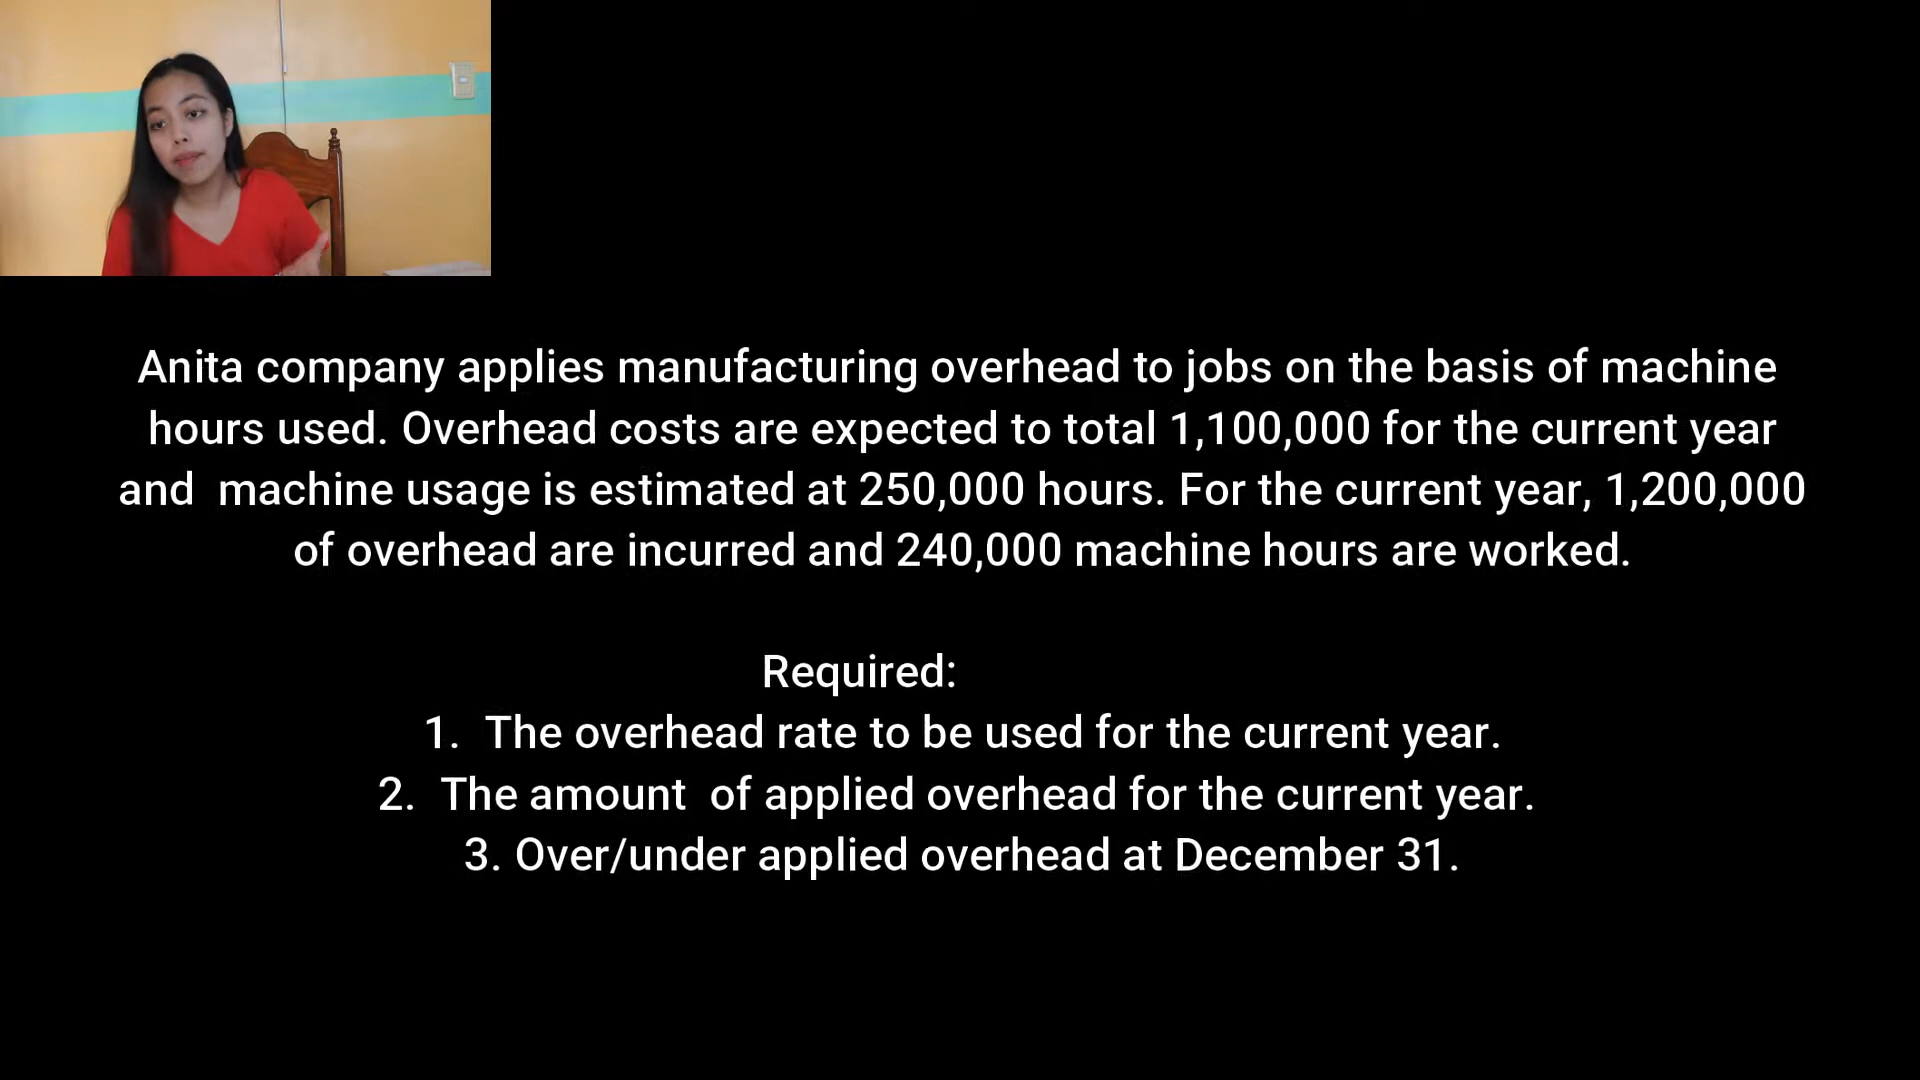 Anita company applies manufacturing overhead to jobs on the basis of machine
hours used. Overhead costs are expected to total 1,100,000 for the current year
and machine usage is estimated at 250,000 hours. For the current year, 1,200,000
of overhead are incurred and 240,000 machine hours are worked.
Required:
1. The overhead rate to be used for the current year.
2. The amount of applied overhead for the current year.
3. Over/under applied overhead at December 31.